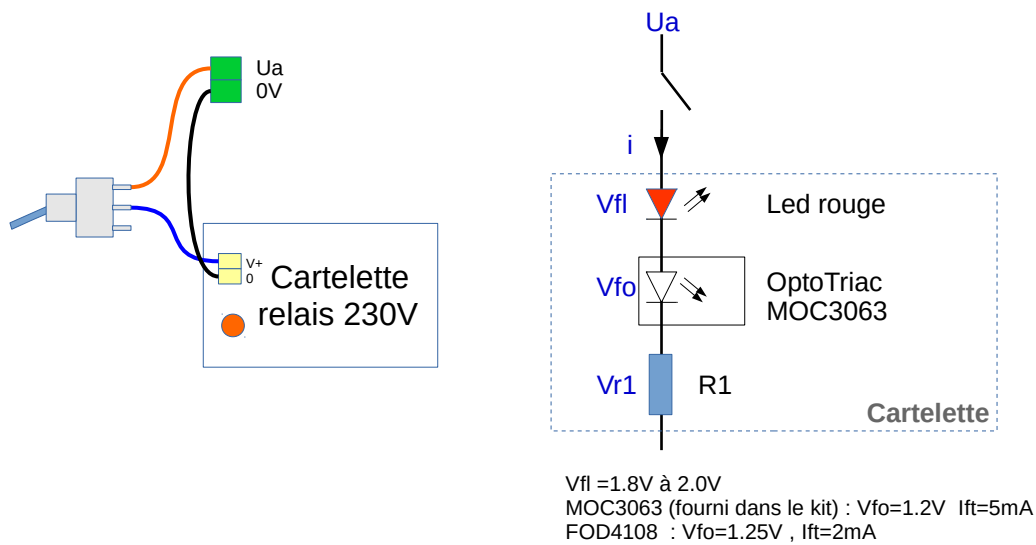 Ua
0V
V+
0
Cartelette
relais 230V
Ua
i
Vfl
Led rouge
Vfo
OptoTriac
MOC3063
Vr1
R1
Cartelette
Vfl =1.8V à 2.0V
MOC3063 (fourni dans le kit) : Vfo=1.2V  Ift=5mA
FOD4108  : Vfo=1.25V , Ift=2mA